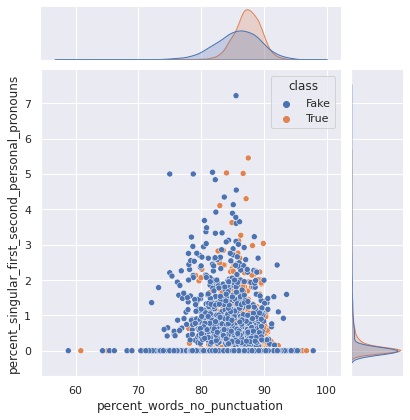 class
Fake
True
percent_singular_first_second_personal_pronouns
7
6
5
4
3
2
1
0
60 70 80 90 100
percent_words_no_punctuation